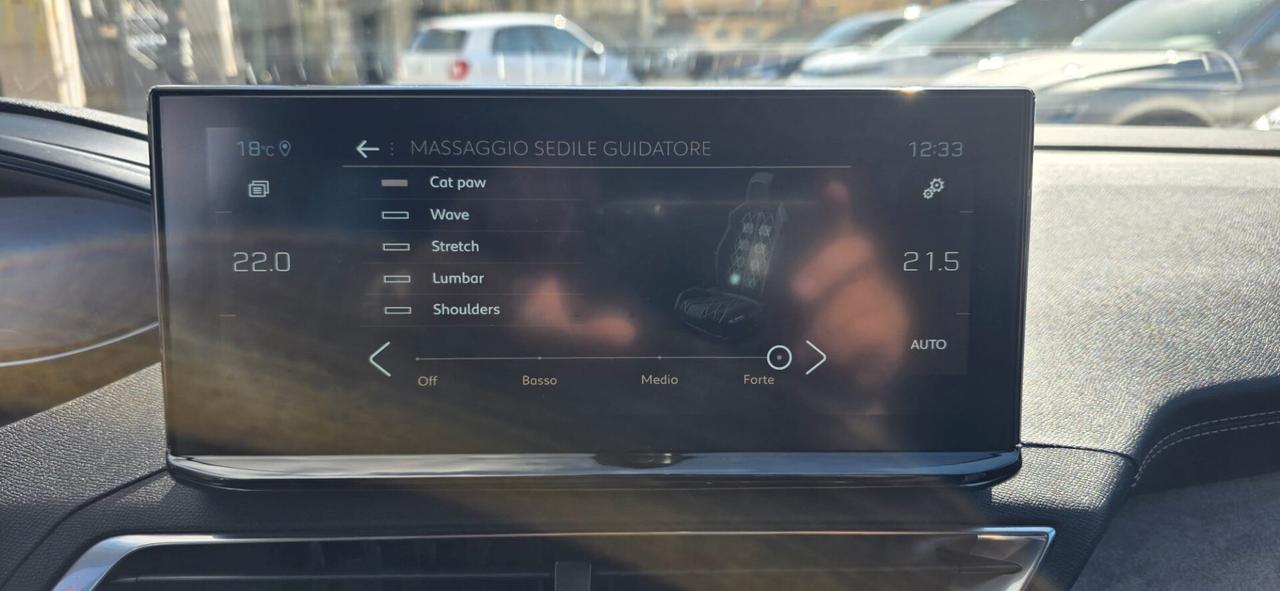 18°C
MASSAGGIO SEDILE GUIDATORE
12:33
Cat paw
Wave
Stretch
22.0
21.5
Lumbar
Shoulders
AUTO
Off
Basso
Medio
Forte